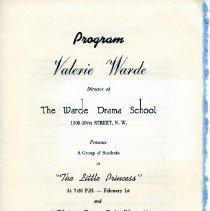 Program
Valerie Warde
Director of
The Warde Drama School
1308-20TH STREET, N. W.
Presents
A Group of Students
in
"The Little Princess"
At 7:30 P.M. — February 1st
and